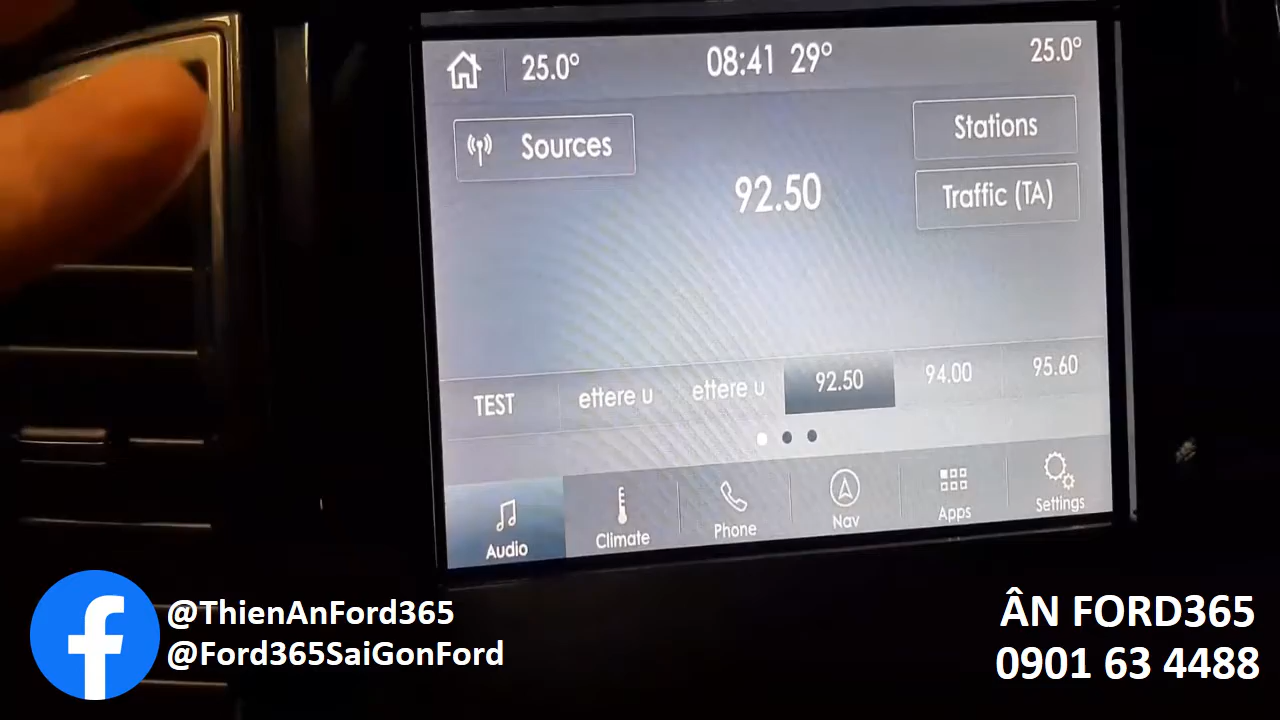 25.0° 08:41 29° 25.0°
Sources
Stations
92.50
Traffic (TA)
TEST ettere u ettere u 92.50 94.00 95.60
Audio Climate Phone Nav Apps Settings
@ThienAnFord365
@Ford365SaiGonFord
ÂN FORD365
0901 63 4488